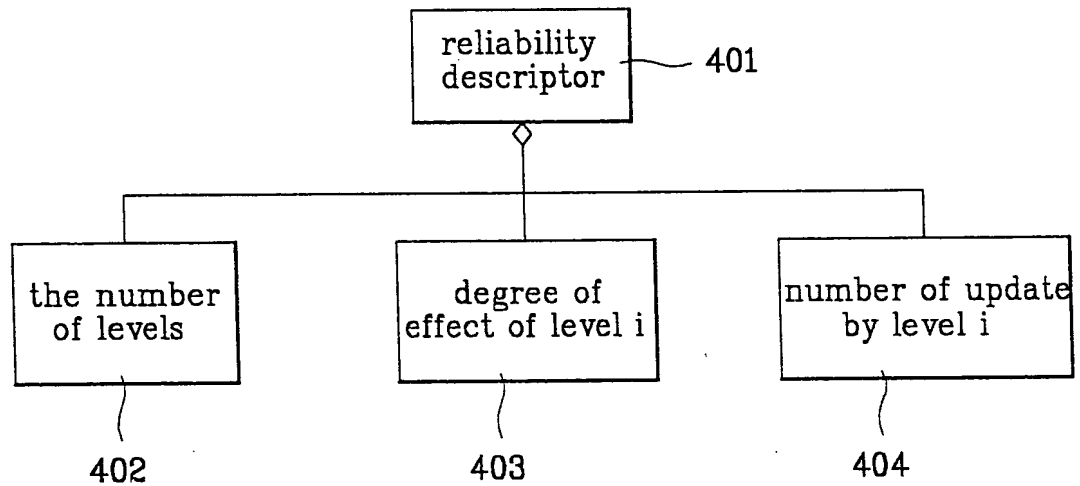 reliability
descriptor
401
the number
of levels
degree of
effect of level i
number of update
by level i
402
403
404